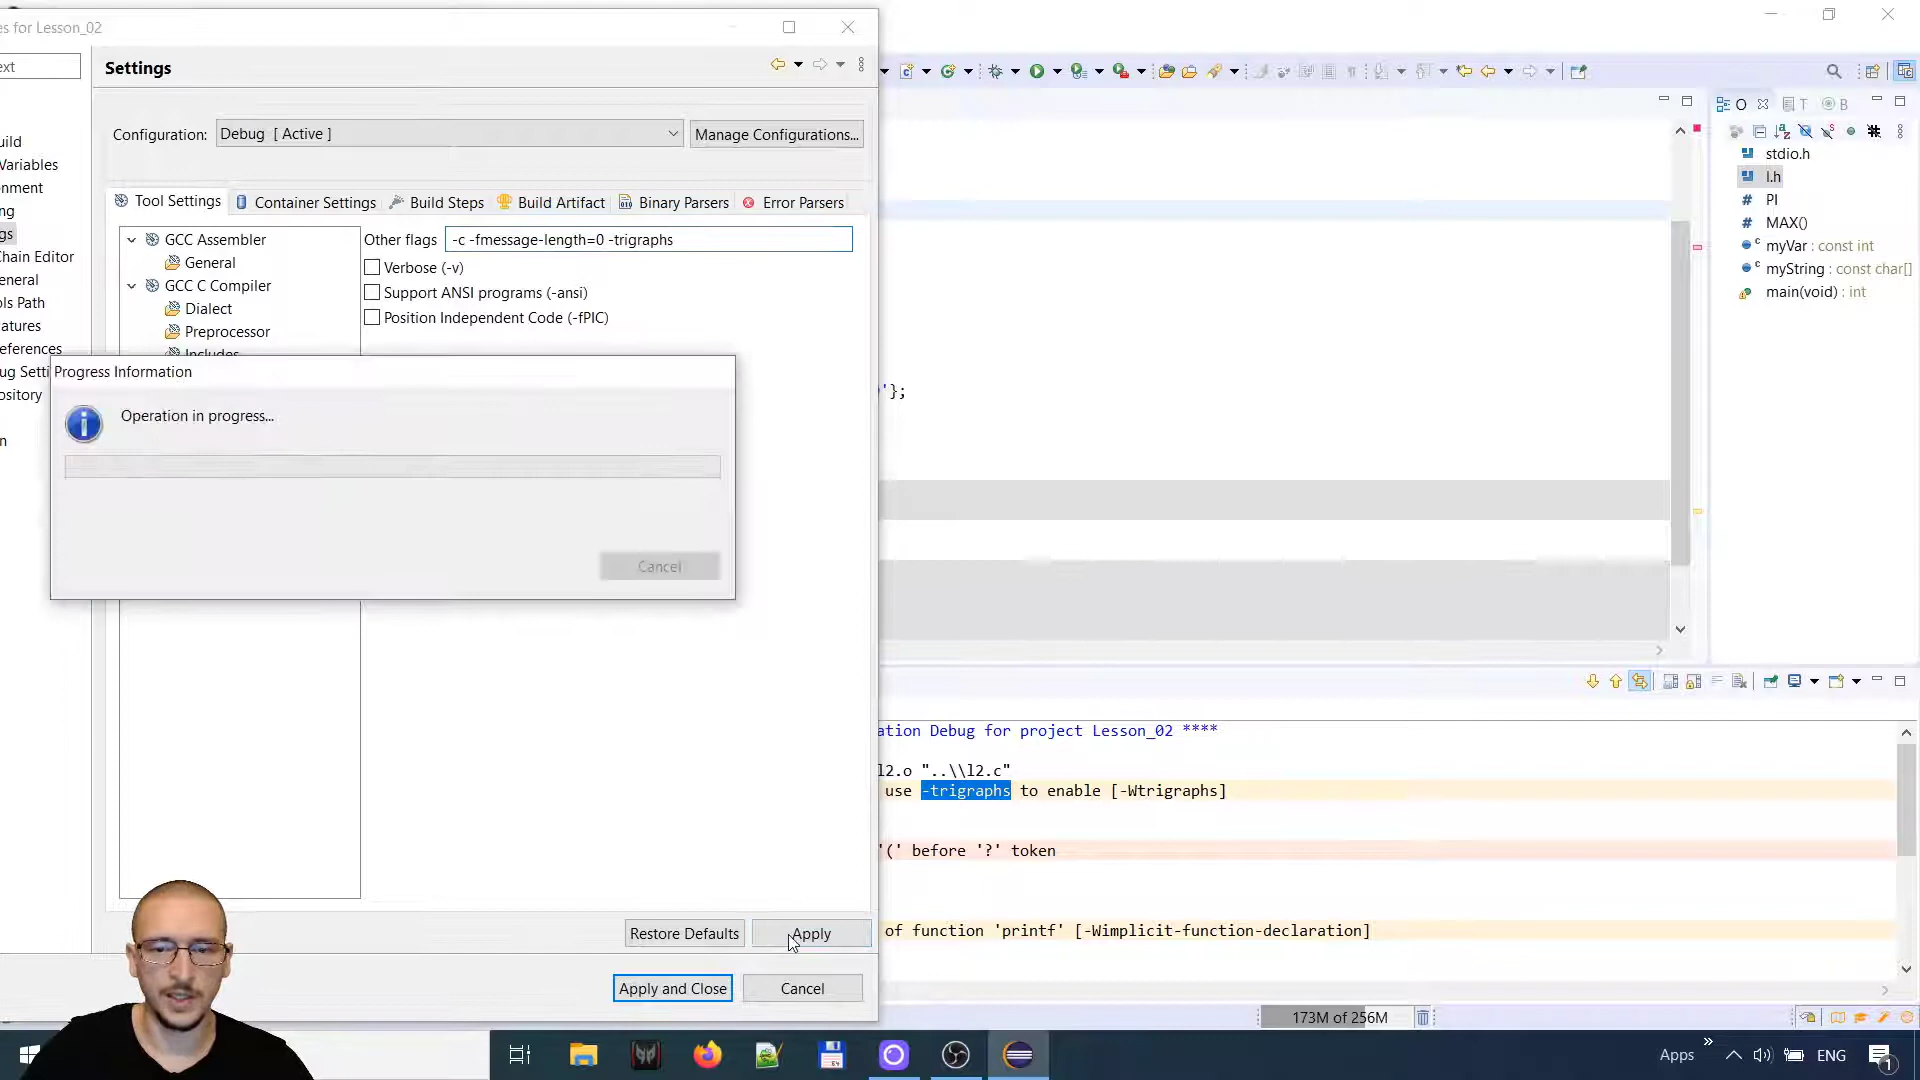 es for Lesson_02
ext
Settings
Configuration:
Debug [ Active ]
Manage Configurations...
uild
Variables
onment
ng
gs
Chain Editor
eneral
ols Path
atures
eferences
ug Setti
ository
n
Tool Settings
Container Settings
Build Steps
Build Artifact
Binary Parsers
Error Parsers
GCC Assembler
General
GCC C Compiler
Dialect
Preprocessor
Includes
Other flags
-c -fmessage-length=0 -trigraphs
Verbose (-v)
Support ANSI programs (-ansi)
Position Independent Code (-fPIC)
Progress Information
Operation in progress...
Cancel
Restore Defaults
Apply
Apply and Close
Cancel
'};
O
T
B
stdio.h
l.h
PI
MAX()
myVar : const int
myString : const char[]
main(void) : int
ation Debug for project Lesson_02 ****
l2.o "..\\l2.c"
use -trigraphs to enable [-Wtrigraphs]
'(' before '?' token
of function 'printf' [-Wimplicit-function-declaration]
173M of 256M
Apps
»
ENG
1